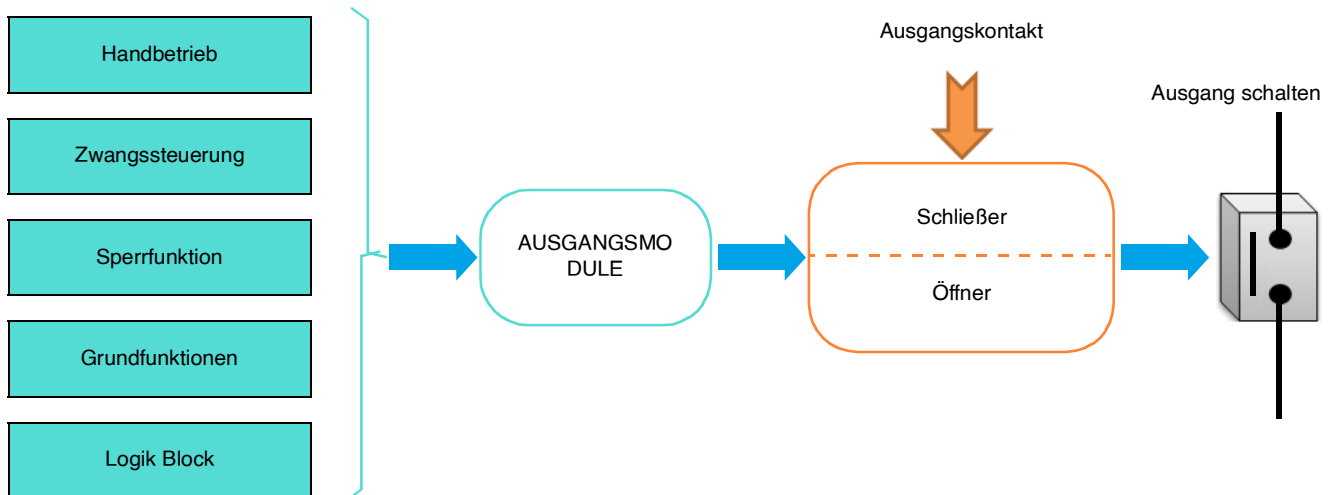 Handbetrieb
Zwangssteuerung
Sperrfunktion
Grundfunktionen
Logik Block
AUSGANGSMO
DULE
Ausgangskontakt
Schließer
Öffner
Ausgang schalten